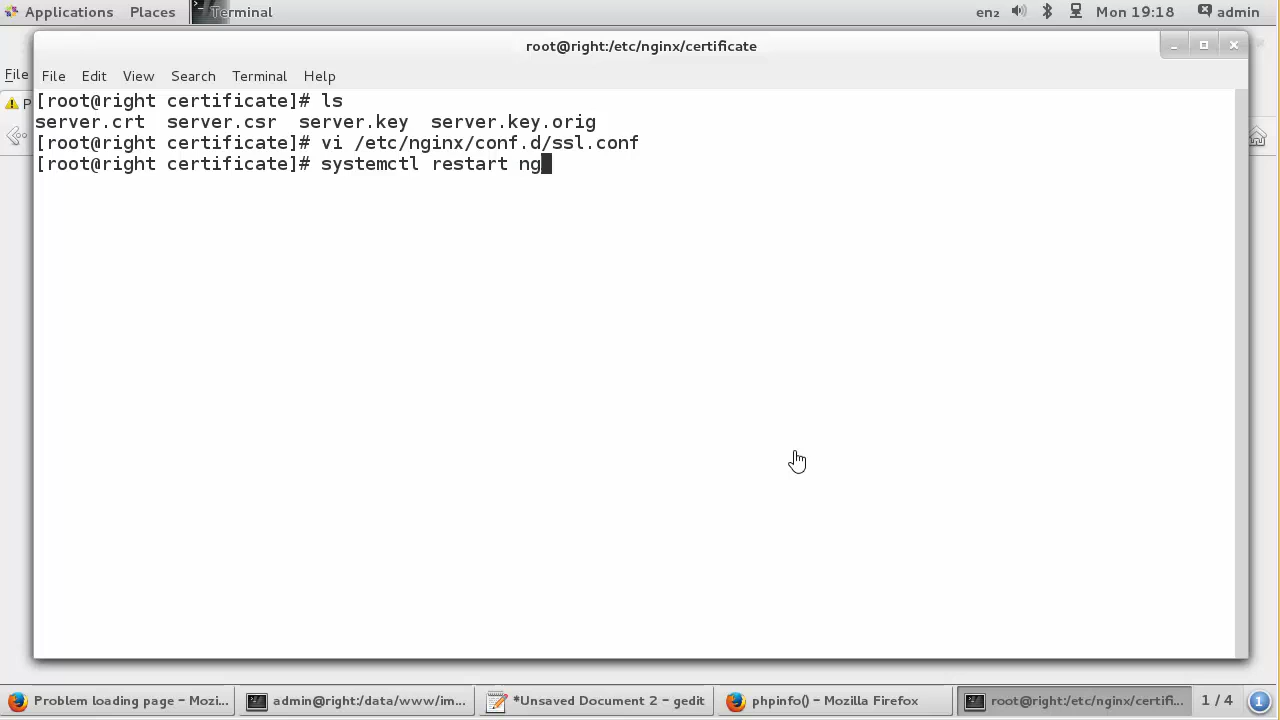 Applications Places Terminal en₂ Mon 19:18 admin
root@right:/etc/nginx/certificate
File File Edit View Search Terminal Help
[root@right certificate]# ls
P server.crt server.csr server.key server.key.orig
[root@right certificate]# vi /etc/nginx/conf.d/ssl.conf
[root@right certificate]# systemctl restart ng
Problem loading page – Mozi... admin@right:/data/www/im... *Unsaved Document 2 – gedit phpinfo() – Mozilla Firefox root@right:/etc/nginx/certifi... 1 / 4 1